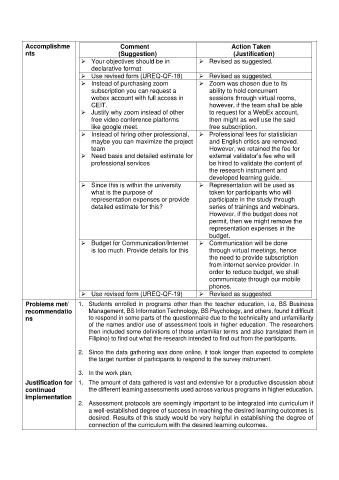 Accomplishme
nts
Comment
(Suggestion)
Action Taken
(Justification)
➢ Your objectives should be in
declarative format
➢ Revised as suggested.
➢ Use revised form (UREQ-QF-18)
➢ Revised as suggested.
➢ Instead of purchasing zoom
subscription you can request a
webex account with full access in
CEIT.
➢ Justify why zoom instead of other
free video conference platforms
like google meet.
➢ Zoom was chosen due to its
ability to hold concurrent
sessions through virtual rooms,
however, if the team shall be able
to request for a WebEx account,
then might as well use the said
free subscription.
➢ Instead of hiring other professional,
maybe you can maximize the project
team
➢ Need basis and detailed estimate for
professional services
➢ Professional fees for statistician
and English critics are removed.
However, we retained the fee for
external validator's fee who will
be hired to validate the content of
the research instrument and
developed learning guide.
➢ Since this is within the university
what is the purpose of
representation expenses or provide
detailed estimate for this?
➢ Representation will be used as
token for participants who will
participate in the study through
series of trainings and webinars.
However, if the budget does not
permit, then we might remove the
representation expenses in the
budget.
➢ Budget for Communication/Internet
is too much. Provide details for this
➢ Communication will be done
through virtual meetings, hence
the need to provide subscription
from internet service provider. In
order to reduce budget, we shall
communicate through our mobile
phones.
➢ Use revised form (UREQ-QF-19)
➢ Revised as suggested.
Problems met/
recommendatio
ns
1. Students enrolled in programs other than the teacher education, i.e, BS Business
Management, BS Information Technology, BS Psychology, and others, found it difficult
to respond in some parts of the questionnaire due to the technicality and unfamiliarity
of the names and/or use of assessment tools in higher education. The researchers
then included some definitions of those unfamiliar terms and also translated them in
Filipino) to find out what the research intended to find out from the participants.
2. Since the data gathering was done online, it took longer than expected to complete
the target number of participants to respond to the survey instrument.
3. In the work plan,
Justification for
continued
implementation
1. The amount of data gathered is vast and extensive for a productive discussion about
the different learning assessments used across various programs in higher education.
2. Assessment protocols are seemingly important to be integrated into curriculum if
a well-established degree of success in reaching the desired learning outcomes is
desired. Results of this study would be very helpful in establishing the degree of
connection of the curriculum with the desired learning outcomes.